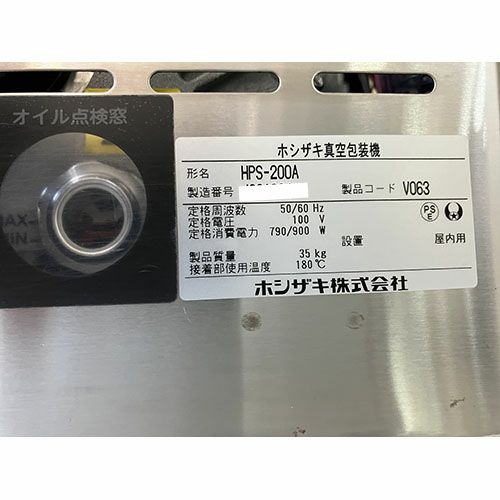 オイル点検窓
MAX
MIN
ホシザキ真空包装機
形名 HPS-200A
製造番号 製品コード V063
定格周波数 50/60 Hz
定格電圧 100 V
定格消費電力 790/900 W
設置 屋内用
製品質量 35 kg
接着部使用温度 180℃
ホシザキ株式会社
PSE